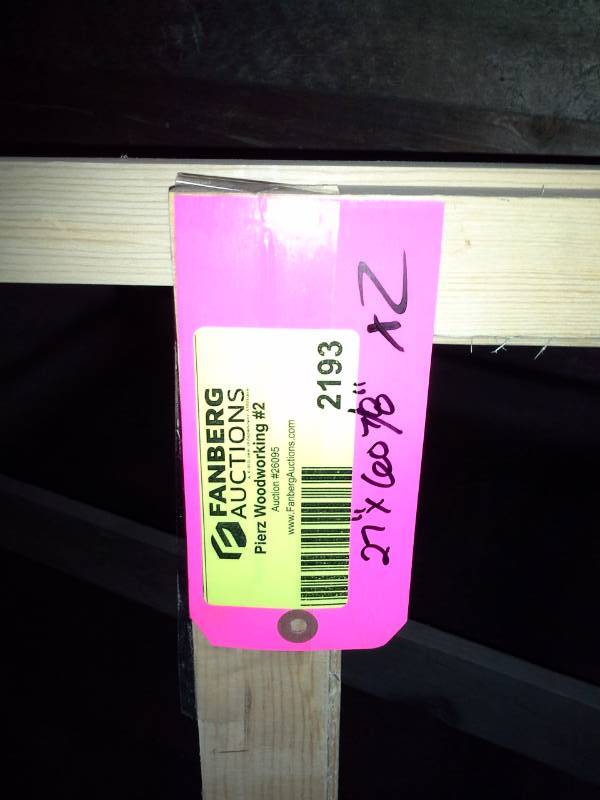 FANBERG
AUCTIONS
Pierz Woodworking #2
Auction #26095
www.FanbergAuctions.com
2193
27" X 60 7/8" x2